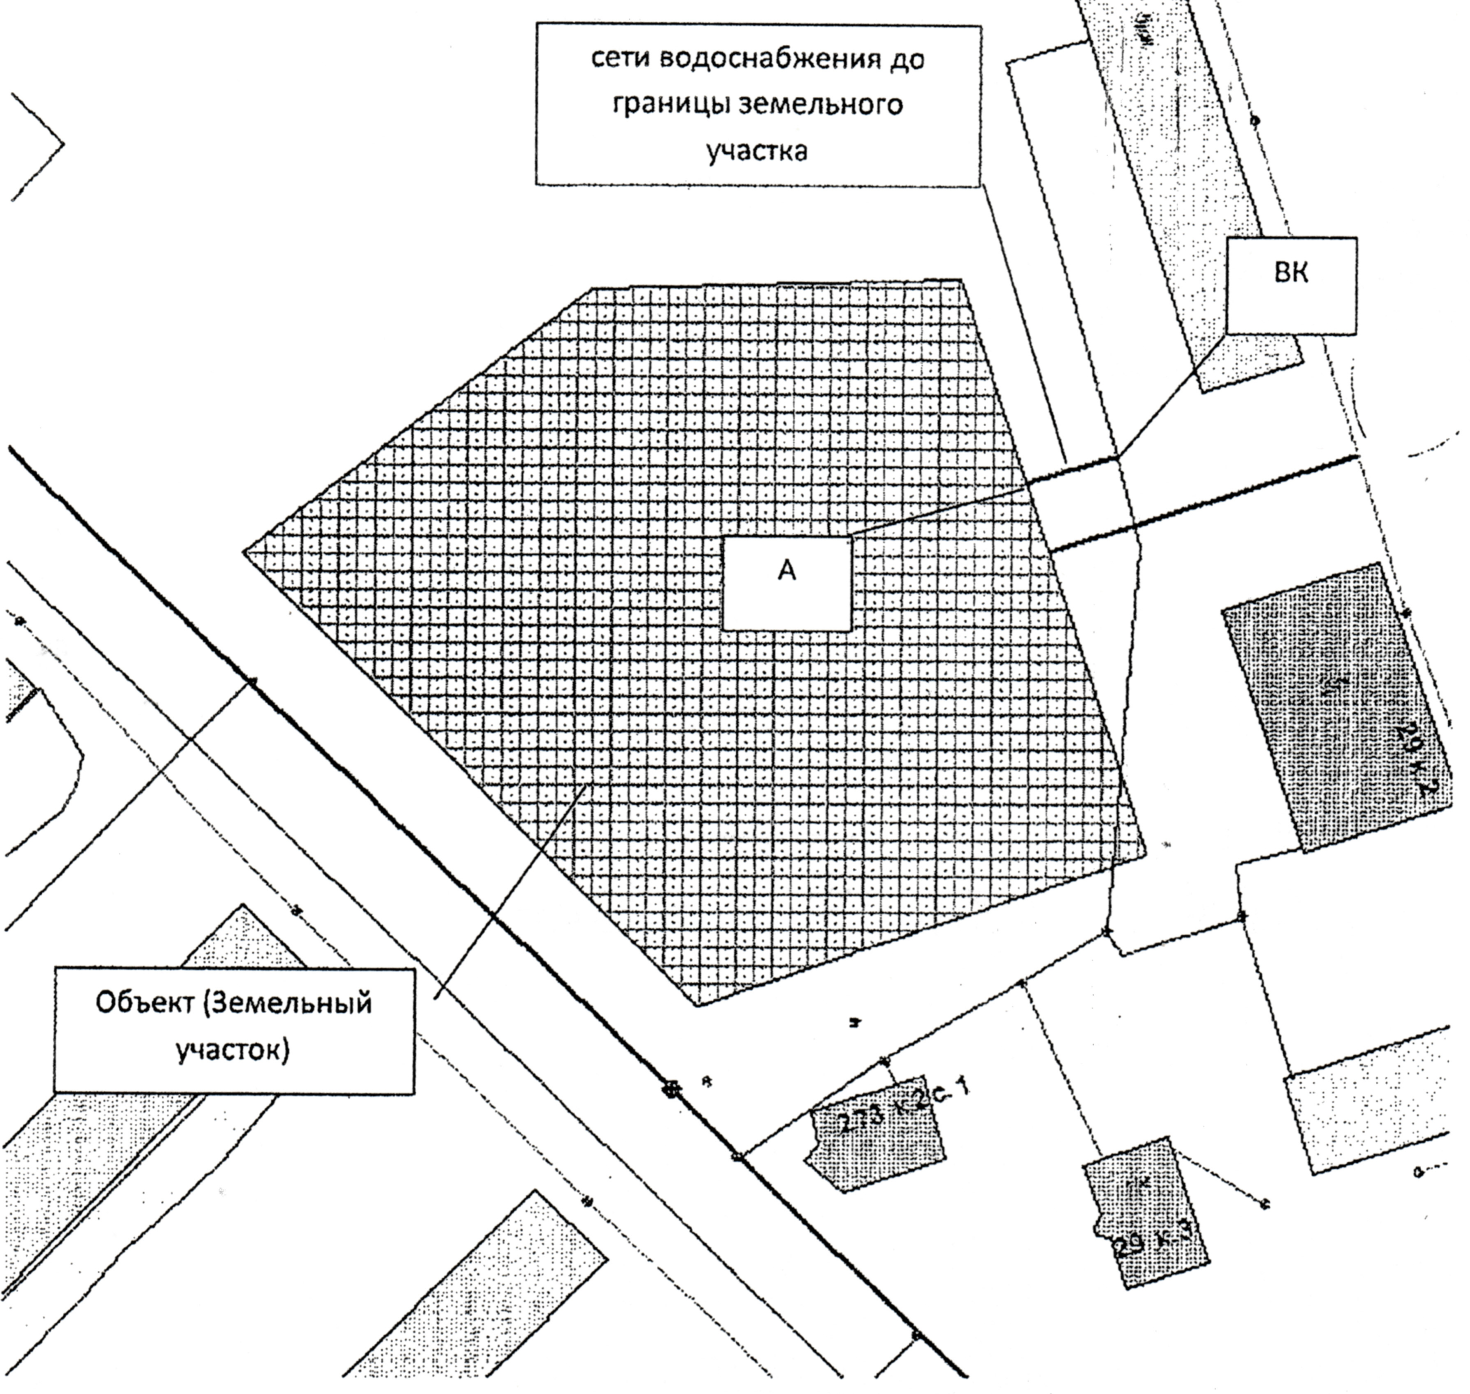 сети водоснабжения до
границы земельного
участка
ВК
А
29 к.2
Объект (Земельный
участок)
273 к.2 с.1
29 к.3